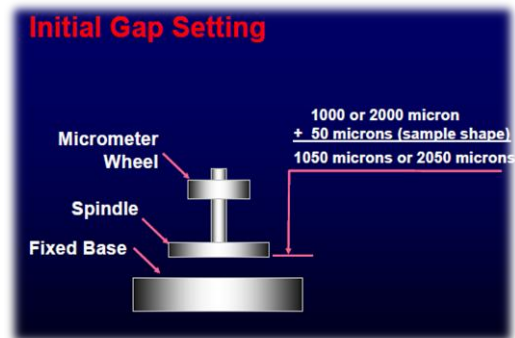 Initial Gap Setting
1000 or 2000 micron
+ 50 microns (sample shape)
1050 microns or 2050 microns
Micrometer
Wheel
Spindle
Fixed Base